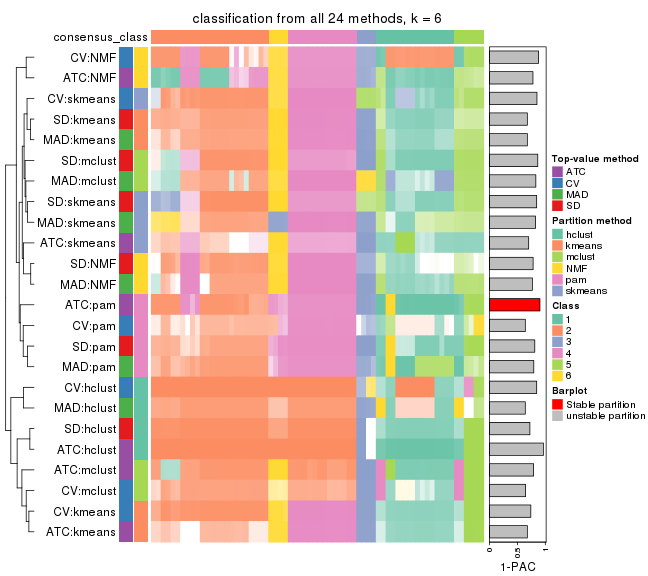 classification from all 24 methods, k = 6
consensus_class
CV:NMF
ATC:NMF
CV:skmeans
SD:kmeans
MAD:kmeans
SD:mclust
MAD:mclust
SD:skmeans
MAD:skmeans
ATC:skmeans
SD:NMF
MAD:NMF
ATC:pam
CV:pam
SD:pam
MAD:pam
CV:hclust
MAD:hclust
SD:hclust
ATC:hclust
ATC:mclust
CV:mclust
CV:kmeans
ATC:kmeans
0
0.5
1
1-PAC
Top-value method
ATC
CV
MAD
SD
Partition method
hclust
kmeans
mclust
NMF
pam
skmeans
Class
1
2
3
4
5
6
Barplot
Stable partition
unstable partition